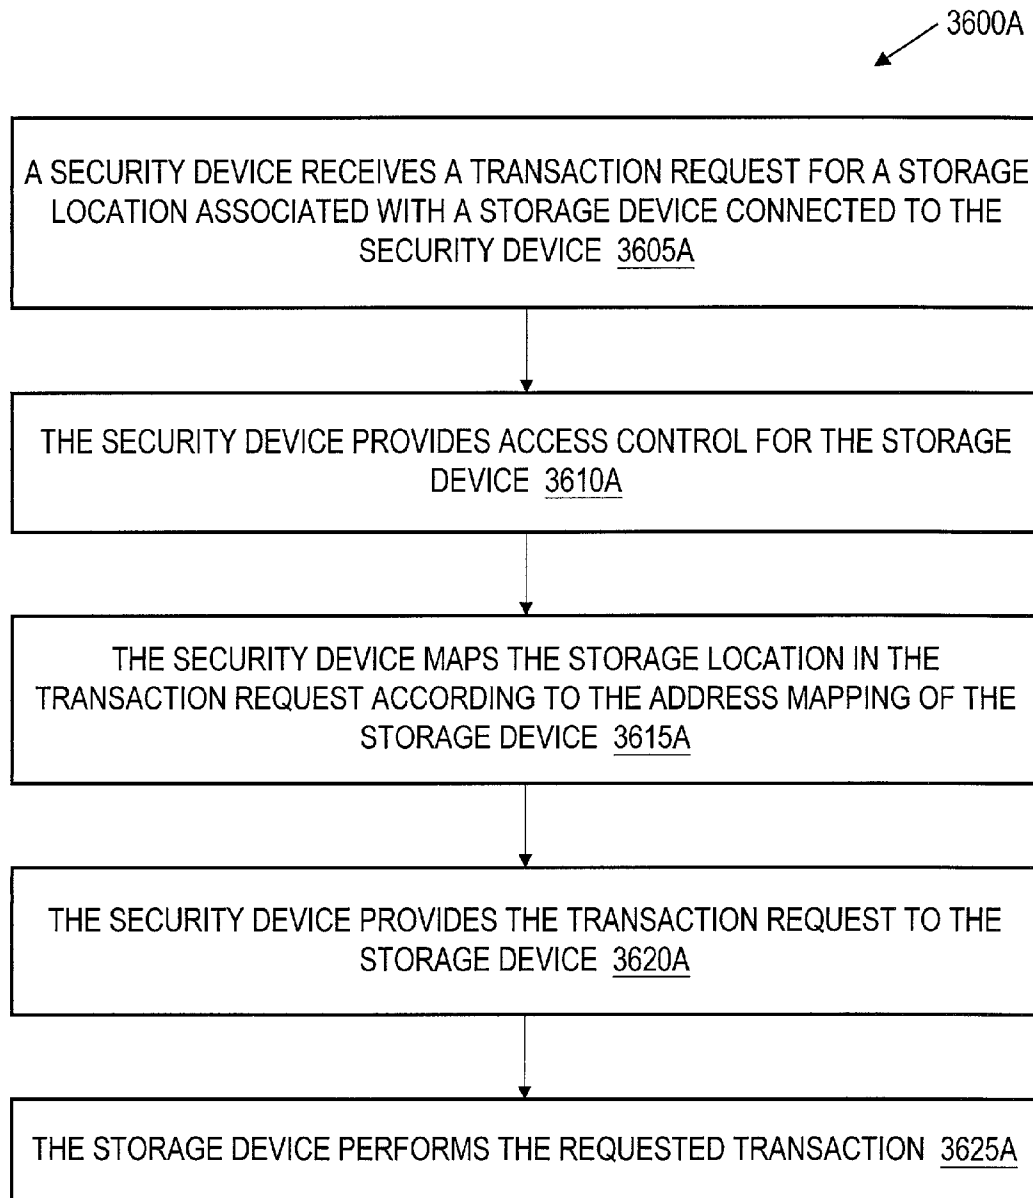 3600A
A SECURITY DEVICE RECEIVES A TRANSACTION REQUEST FOR A STORAGE
LOCATION ASSOCIATED WITH A STORAGE DEVICE CONNECTED TO THE
SECURITY DEVICE 3605A
THE SECURITY DEVICE PROVIDES ACCESS CONTROL FOR THE STORAGE
DEVICE 3610A
THE SECURITY DEVICE MAPS THE STORAGE LOCATION IN THE
TRANSACTION REQUEST ACCORDING TO THE ADDRESS MAPPING OF THE
STORAGE DEVICE 3615A
THE SECURITY DEVICE PROVIDES THE TRANSACTION REQUEST TO THE
STORAGE DEVICE 3620A
THE STORAGE DEVICE PERFORMS THE REQUESTED TRANSACTION 3625A